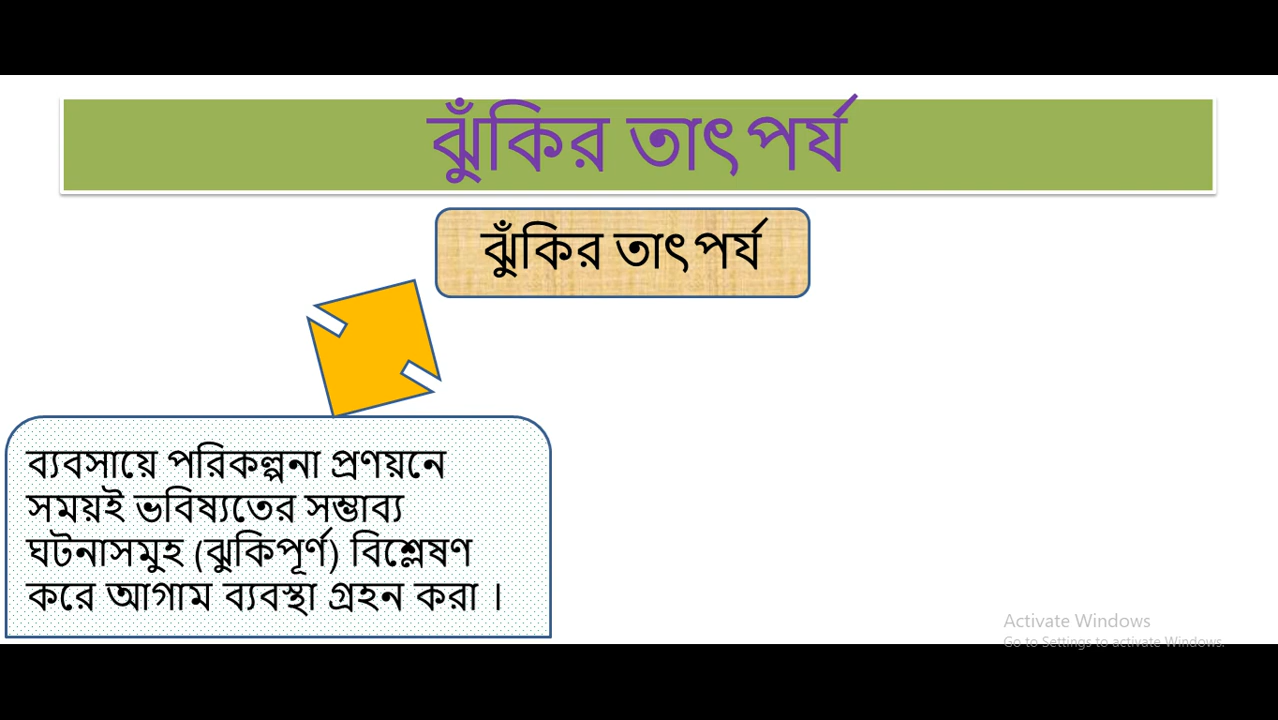 ঝুঁকির তাৎপর্য
ঝুঁকির তাৎপর্য
ব্যবসায়ে পরিকল্পনা প্রণয়নে
সময়ই ভবিষ্যতের সম্ভাব্য
ঘটনাসমুহ (ঝুকিপূর্ণ) বিশ্লেষণ
করে আগাম ব্যবস্থা গ্রহন করা ।
Activate Windows
Go to Settings to activate Windows.